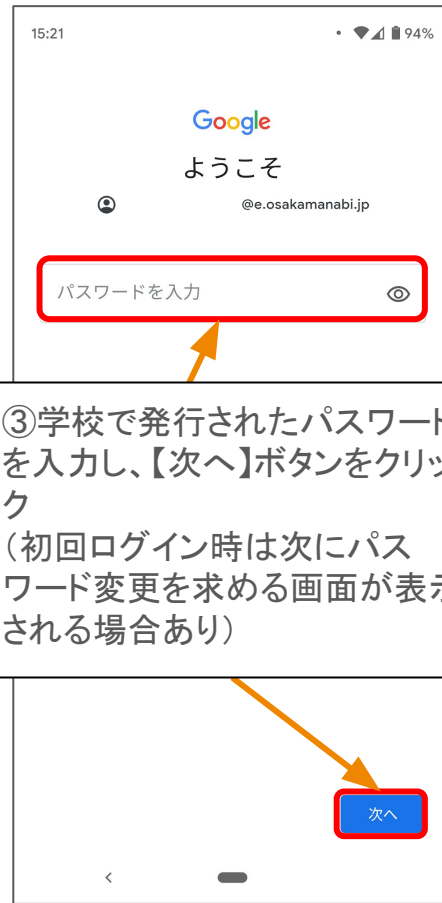 15:21 94%
Google
ようこそ
@e.osakamanabi.jp
パスワードを入力
③学校で発行されたパスワード
を入力し、【次へ】ボタンをクリッ
ク
（初回ログイン時は次にパス
ワード変更を求める画面が表示
される場合あり）
次へ